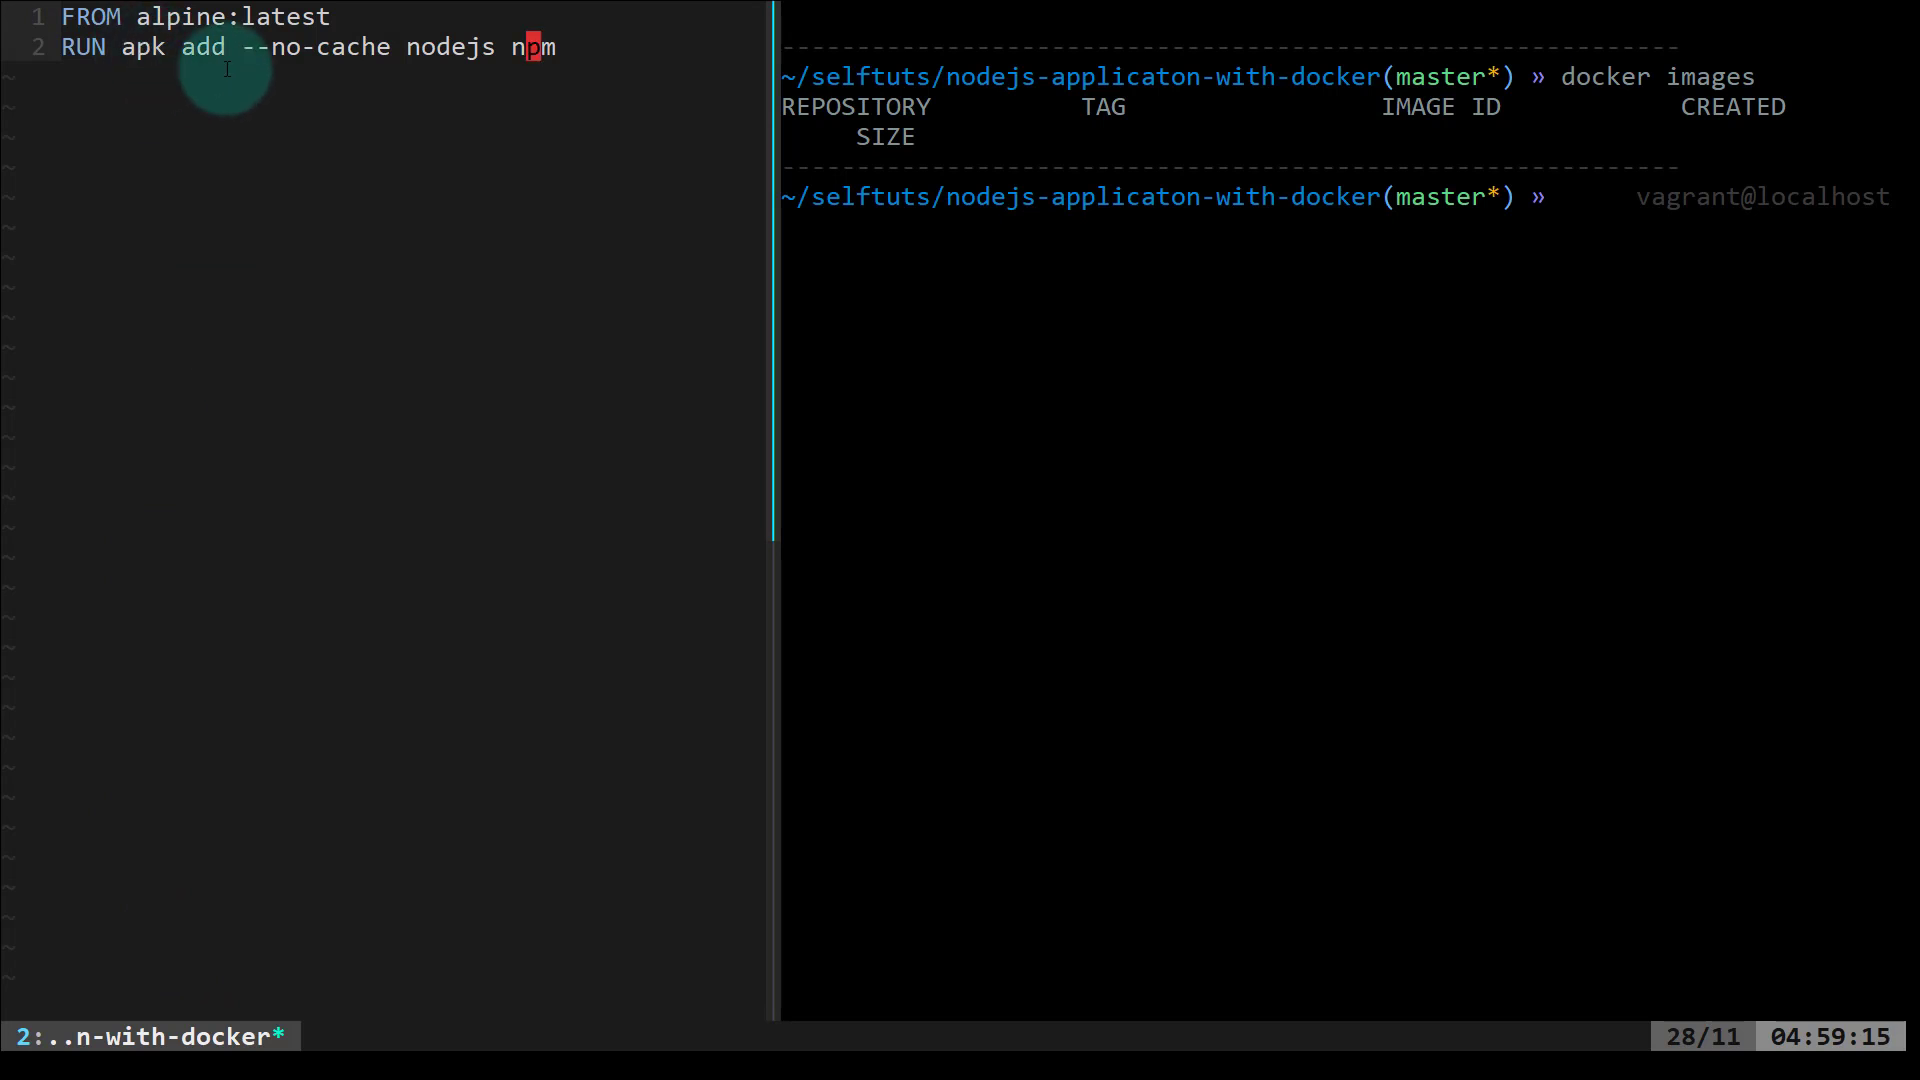 1 FROM alpine:latest
2 RUN apk add --no-cache nodejs npm
~/selftuts/nodejs-applicaton-with-docker(master*) » docker images
REPOSITORY TAG IMAGE ID CREATED
SIZE
~/selftuts/nodejs-applicaton-with-docker(master*) » vagrant@localhost
2:..n-with-docker* 28/11 04:59:15